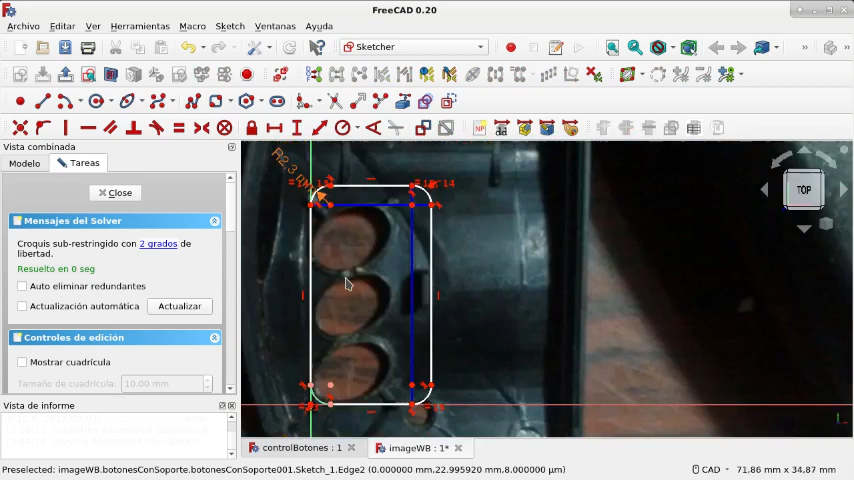 FreeCAD 0.20
Archivo Editar Ver Herramientas Macro Sketch Ventanas Ayuda
Sketcher
Vista combinada
Modelo Tareas
Close
Mensajes del Solver
Croquis sub-restringido con 2 grados de
libertad.
Resuelto en 0 seg
Auto eliminar redundantes
Actualización automática Actualizar
Controles de edición
Mostrar cuadrícula
Tamaño de cuadrícula: 10.00 mm
Vista de informe
TOP
controlBotones : 1 imageWB : 1*
Preselected: imageWB.botonesConSoporte.botonesConSoporte001.Sketch_1.Edge2 (0.000000 mm,22.995920 mm,8.000000 µm) CAD 71,86 mm x 34,87 mm